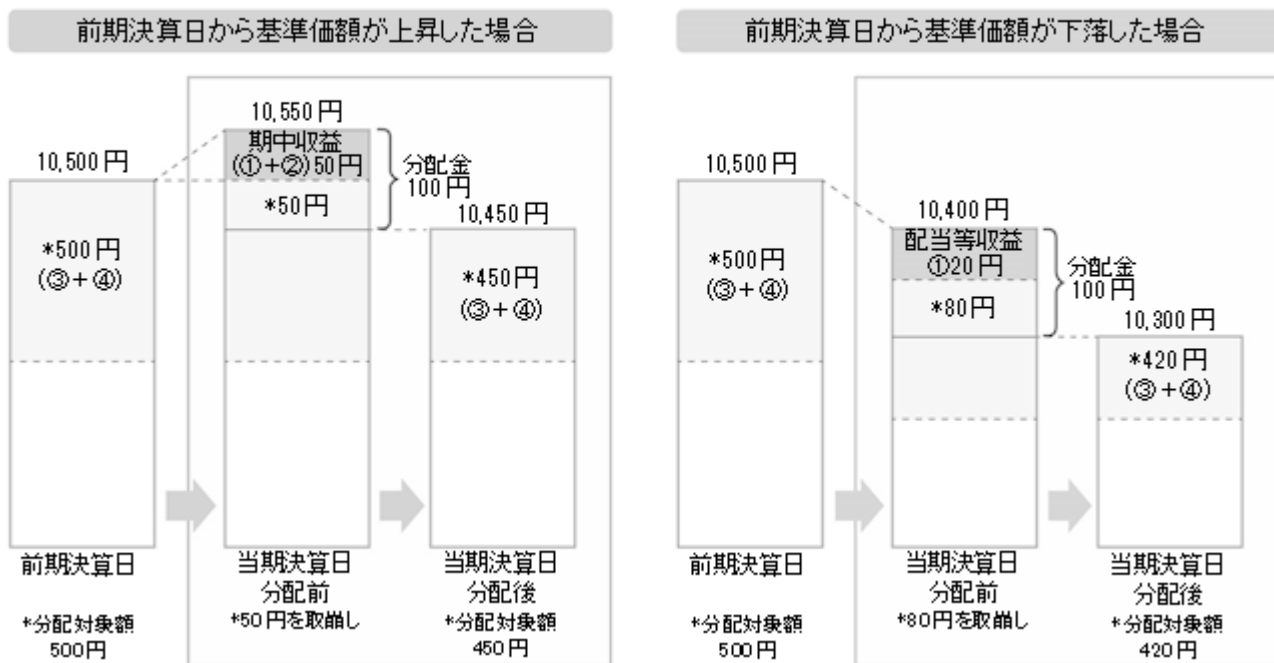 前期決算日から基準価額が上昇した場合
10,550円
期中収益
(①+②)50円
*50円
分配金
100円
10,500円
*500円
(③+④)
10,450円
*450円
(③+④)
前期決算日
*分配対象額
500円
当期決算日
分配前
*50円を取崩し
当期決算日
分配後
*分配対象額
450円
前期決算日から基準価額が下落した場合
10,500円
*500円
(③+④)
10,400円
配当等収益
①20円
*80円
分配金
100円
10,300円
*420円
(③+④)
前期決算日
*分配対象額
500円
当期決算日
分配前
*80円を取崩し
当期決算日
分配後
*分配対象額
420円